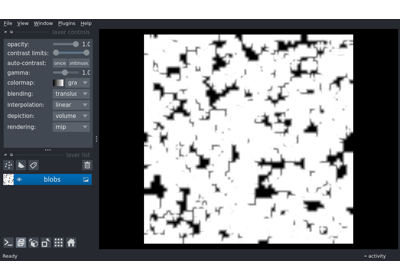 File View Window Plugins Help
layer controls
opacity: 1.0
contrast limits:
auto-contrast: once
gamma: 1.0
colormap: gra
blending: transluc
interpolation: linear
depiction: volume
rendering: mip
layer list
blobs
Ready
activity